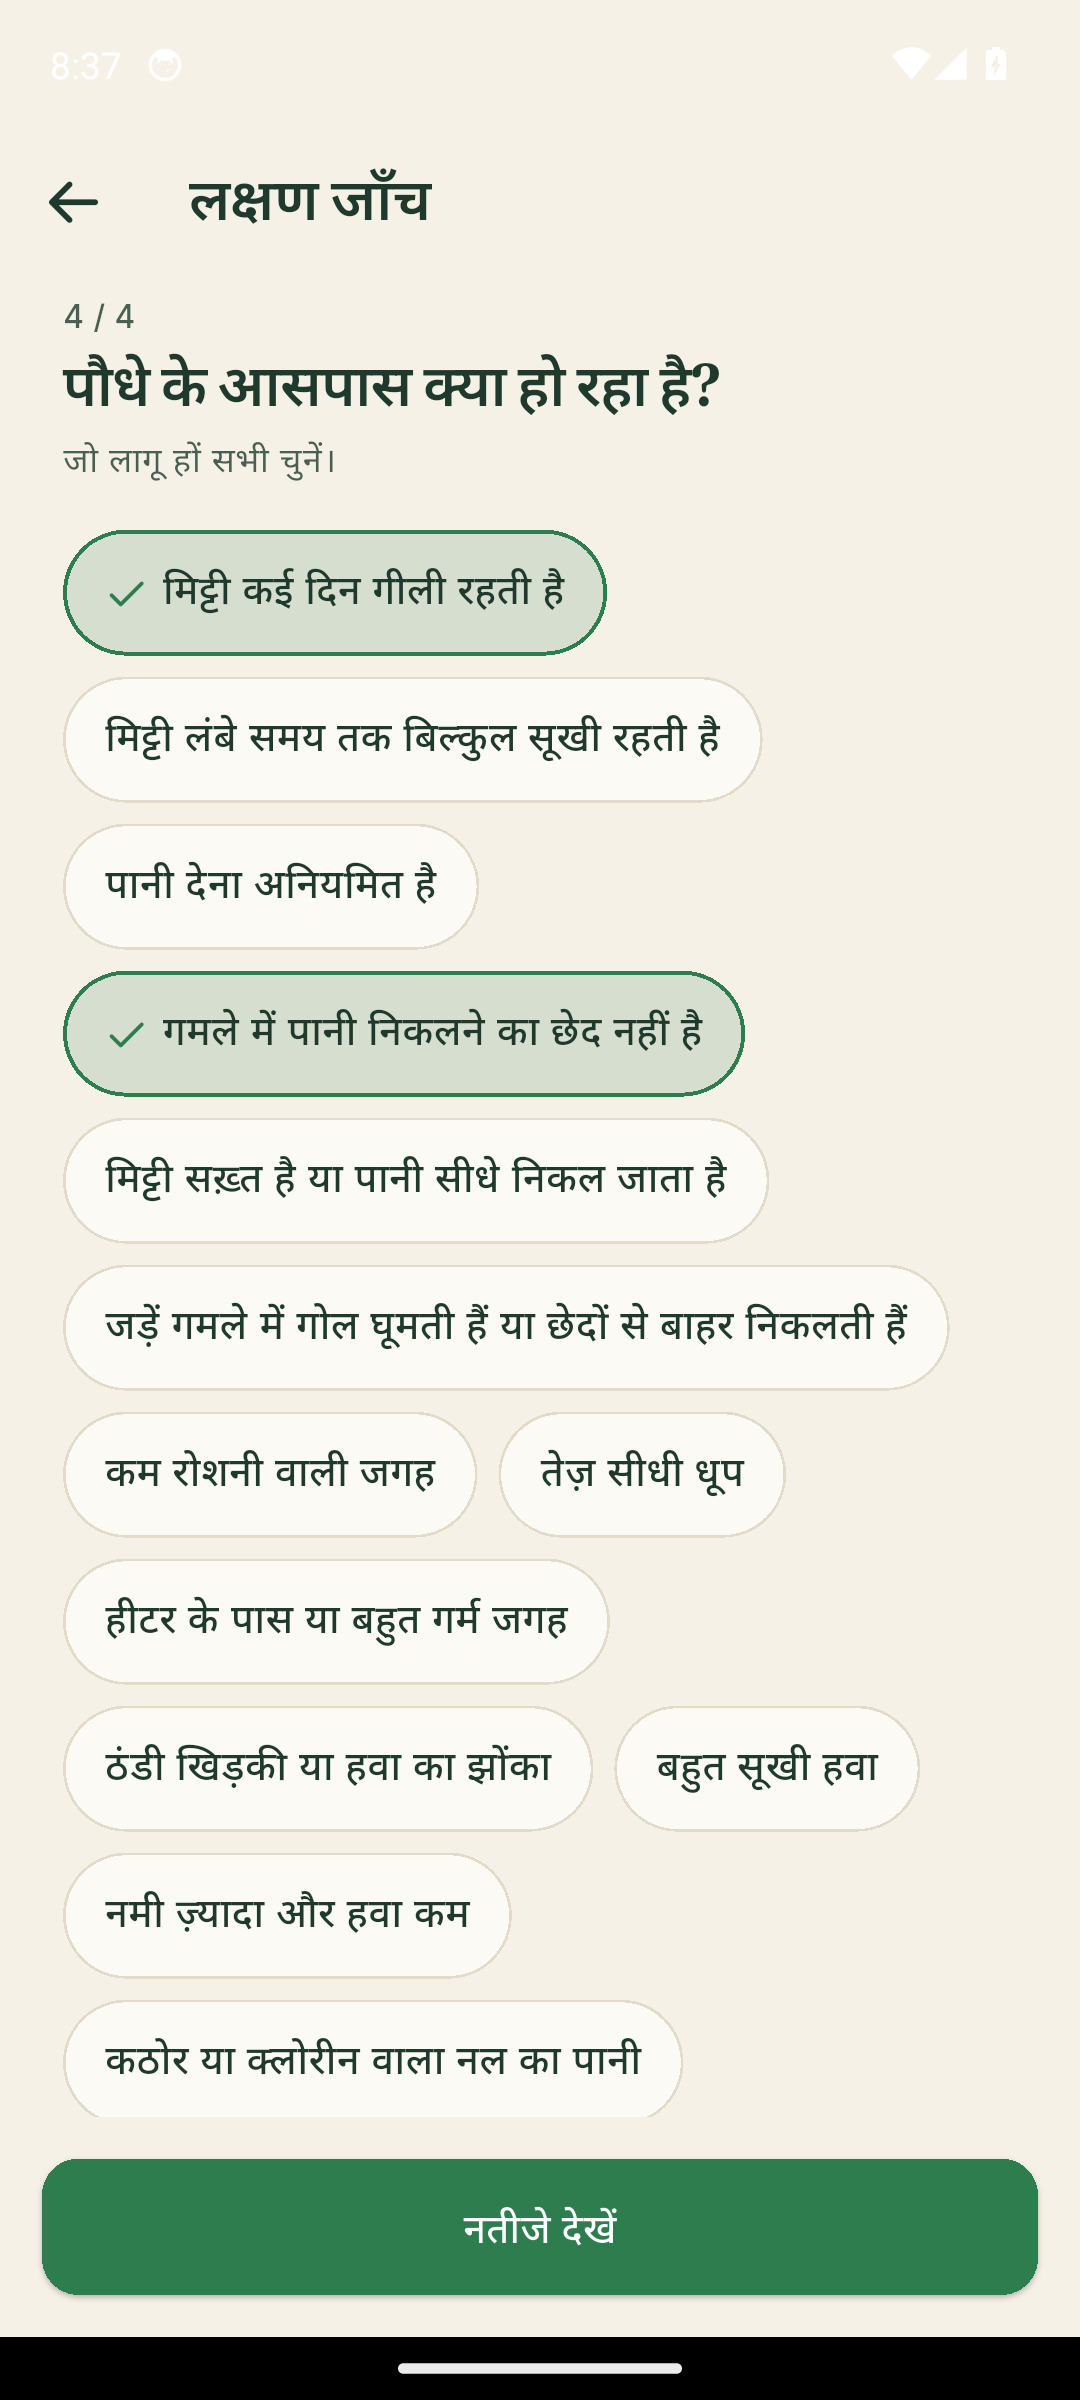 8:37
लक्षण जाँच
4 / 4
पौधे के आसपास क्या हो रहा है?
जो लागू हों सभी चुनें।
मिट्टी कई दिन गीली रहती है
मिट्टी लंबे समय तक बिल्कुल सूखी रहती है
पानी देना अनियमित है
गमले में पानी निकलने का छेद नहीं है
मिट्टी सख़्त है या पानी सीधे निकल जाता है
जड़ें गमले में गोल घूमती हैं या छेदों से बाहर निकलती हैं
कम रोशनी वाली जगह
तेज़ सीधी धूप
हीटर के पास या बहुत गर्म जगह
ठंडी खिड़की या हवा का झोंका
बहुत सूखी हवा
नमी ज़्यादा और हवा कम
कठोर या क्लोरीन वाला नल का पानी
नतीजे देखें